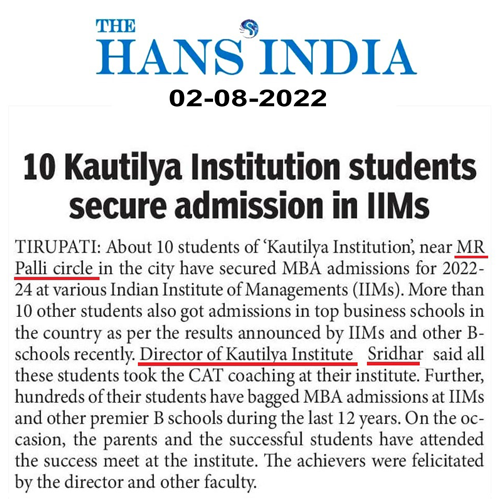 THE
HANS INDIA
02-08-2022
10 Kautilya Institution students
secure admission in IIMs
TIRUPATI: About 10 students of ‘Kautilya Institution’, near MR
Palli circle in the city have secured MBA admissions for 2022-
24 at various Indian Institute of Managements (IIMs). More than
10 other students also got admissions in top business schools in
the country as per the results announced by IIMs and other B-
schools recently. Director of Kautilya Institute Sridhar said all
these students took the CAT coaching at their institute. Further,
hundreds of their students have bagged MBA admissions at IIMs
and other premier B schools during the last 12 years. On the oc-
casion, the parents and the successful students have attended
the success meet at the institute. The achievers were felicitated
by the director and other faculty.